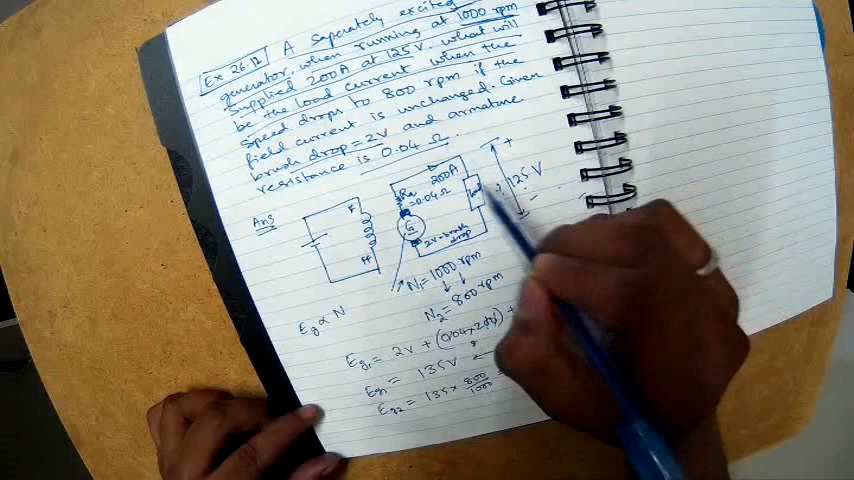 Ex 26.12 A saperately excited
generator, when running at 1000 rpm
supplied 200A at 125V, what will
be the load current when the
speed drops to 800 rpm if the
field current is unchanged. Given
brush drop = 2V and armature
resistance is 0.04 Ω.
Ans
F
FF
Ra
= 0.04 Ω
200A
G
2V = brush
drop
+
125 V
-
N1 = 1000 rpm
N2 = 800 rpm
Eg ∝ N
Eg1 = 2V + (0.04 × 200) +
Eg1 = 135V
Eg2 = 135 × 800/1000 =